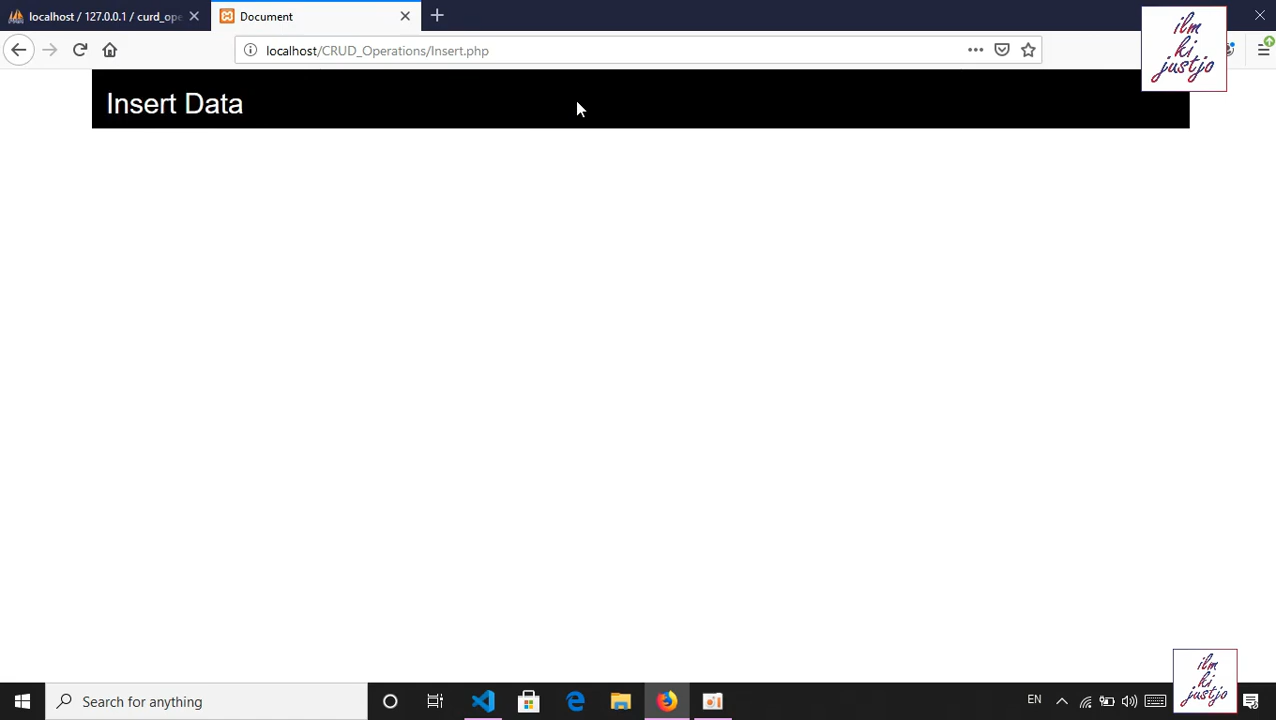 localhost / 127.0.0.1 / curd_ope
Document
localhost/CRUD_Operations/Insert.php
ilm
ki
justjo
Insert Data
Search for anything
EN
ilm
ki
justjo